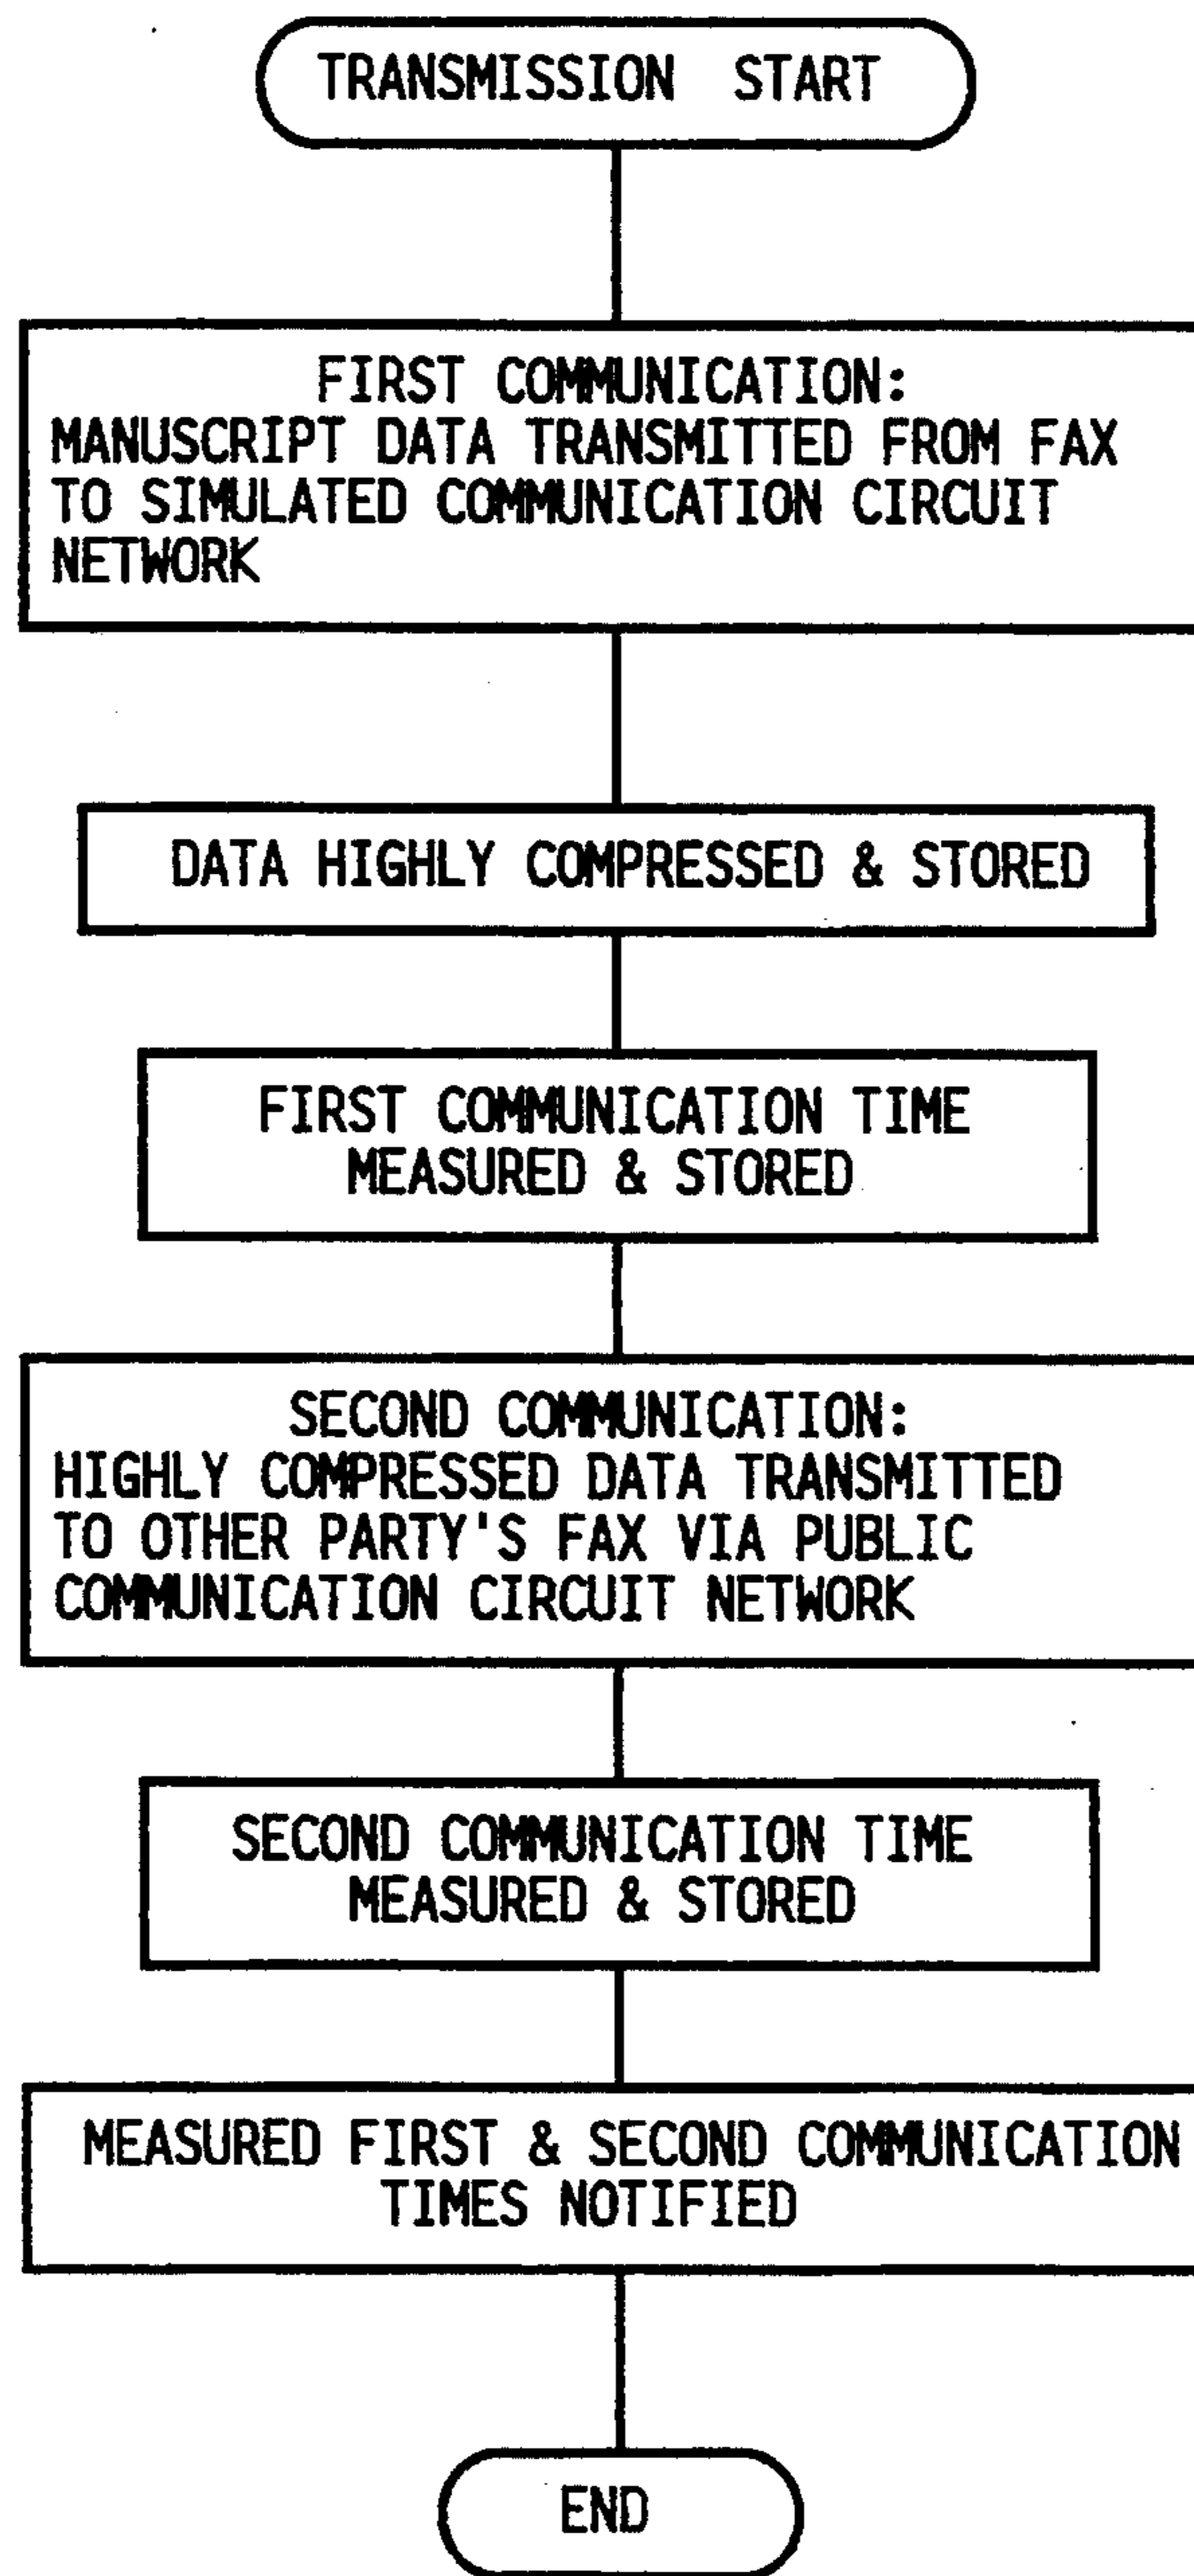 TRANSMISSION START
FIRST COMMUNICATION:
MANUSCRIPT DATA TRANSMITTED FROM FAX
TO SIMULATED COMMUNICATION CIRCUIT
NETWORK
DATA HIGHLY COMPRESSED & STORED
FIRST COMMUNICATION TIME
MEASURED & STORED
SECOND COMMUNICATION:
HIGHLY COMPRESSED DATA TRANSMITTED
TO OTHER PARTY'S FAX VIA PUBLIC
COMMUNICATION CIRCUIT NETWORK
SECOND COMMUNICATION TIME
MEASURED & STORED
MEASURED FIRST & SECOND COMMUNICATION
TIMES NOTIFIED
END